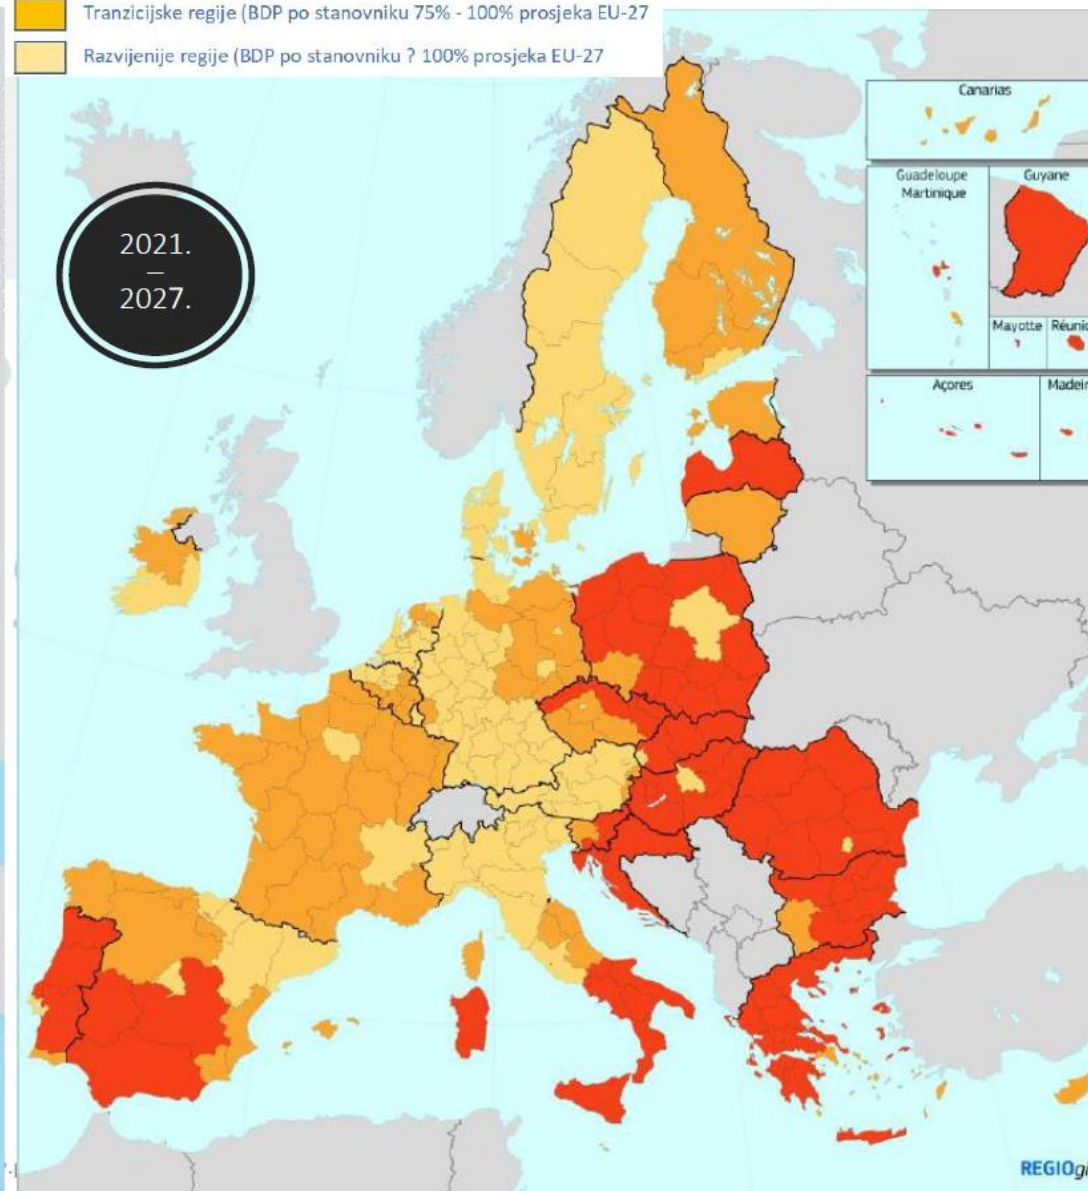 Tranzicijske regije (BDP po stanovniku 75% - 100% prosjeka EU-27
Razvijenije regije (BDP po stanovniku ? 100% prosjeka EU-27
2021.
–
2027.
Canarias
Guadeloupe
Martinique
Guyane
Mayotte
Açores
REGIO